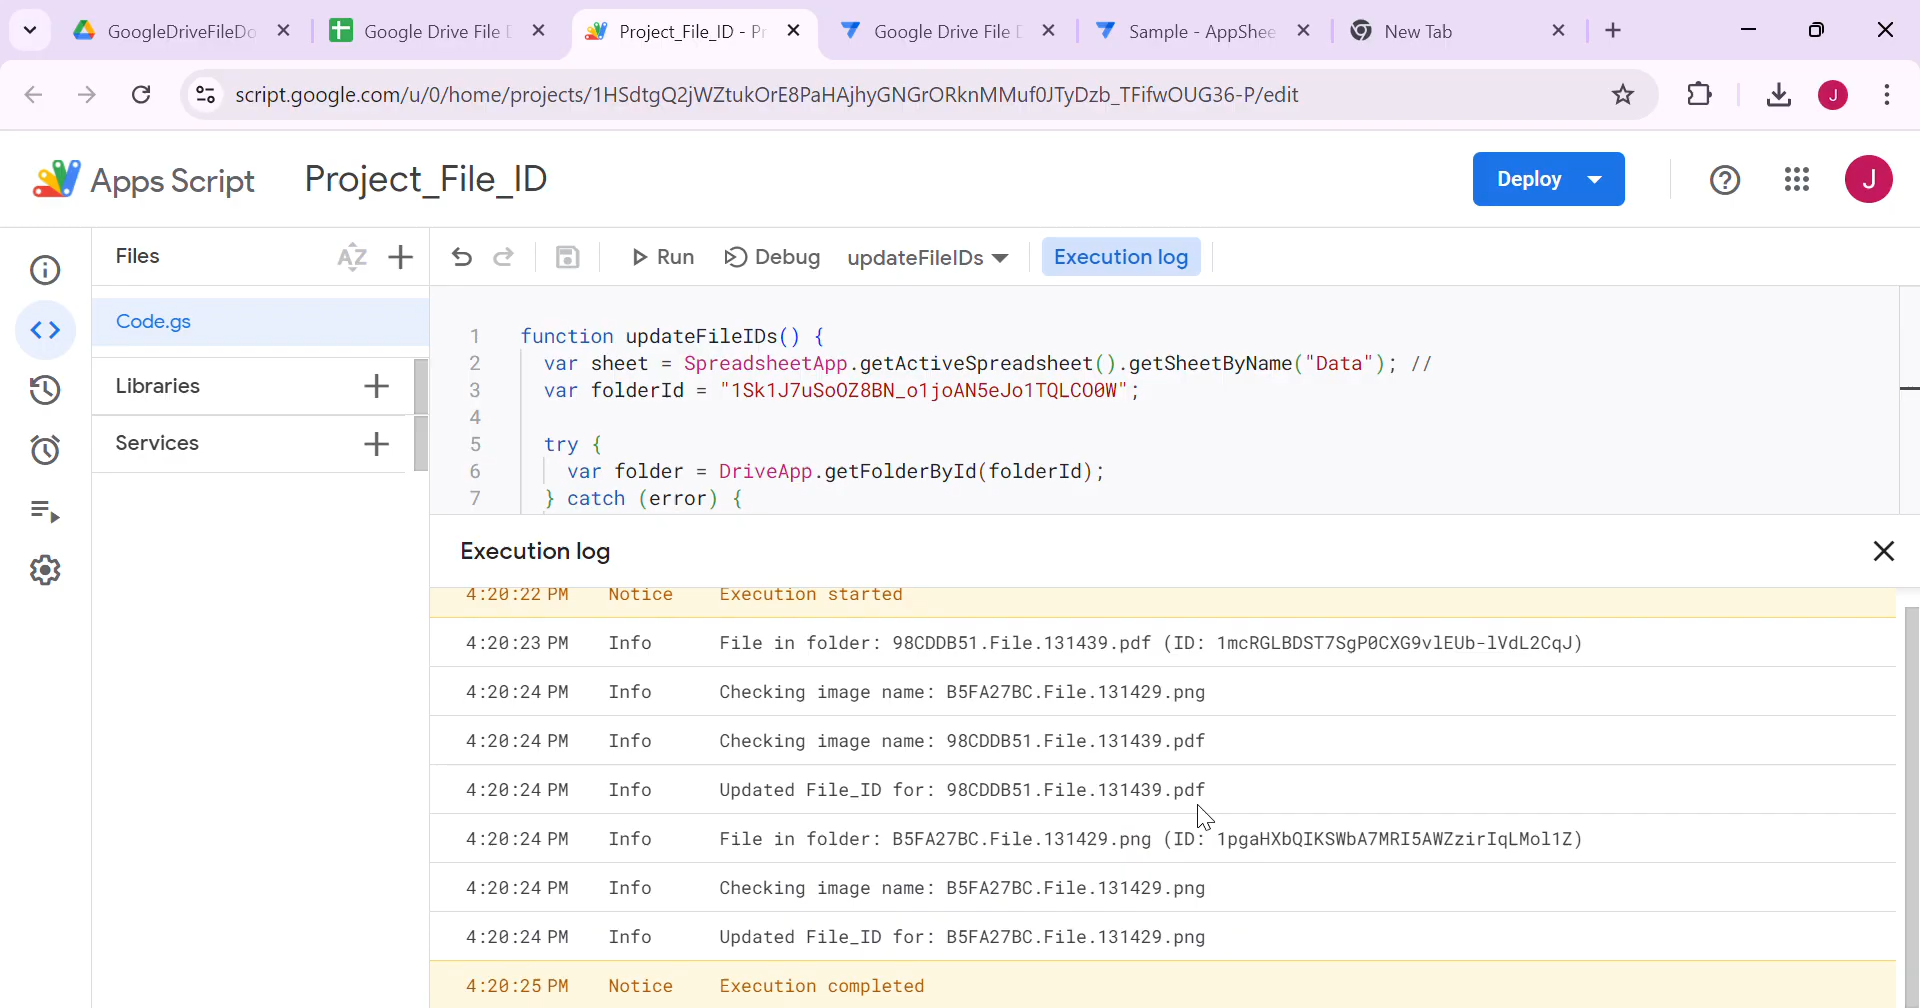 GoogleDriveFileDo
Google Drive File D
Project_File_ID - Pr
Google Drive File D
Sample - AppShee
New Tab
script.google.com/u/0/home/projects/1HSdtgQ2jWZtukOrE8PaHAjhyGNGrORknMMuf0JTyDzb_TFifwOUG36-P/edit
J
Apps Script
Project_File_ID
Deploy
J
Files
AZ
Run
Debug
updateFileIDs
Execution log
Code.gs
Libraries
Services
1 function updateFileIDs() {
2 var sheet = SpreadsheetApp.getActiveSpreadsheet().getSheetByName("Data"); //
3 var folderId = "1Sk1J7uSoOZ8BN_o1joAN5eJo1TQLCO0W";
4
5 try {
6 var folder = DriveApp.getFolderById(folderId);
7 } catch (error) {
Execution log
4:20:22 PM Notice Execution started
4:20:23 PM Info File in folder: 98CDDB51.File.131439.pdf (ID: 1mcRGLBDST7SgP0CXG9vlEUb-lVdL2CqJ)
4:20:24 PM Info Checking image name: B5FA27BC.File.131429.png
4:20:24 PM Info Checking image name: 98CDDB51.File.131439.pdf
4:20:24 PM Info Updated File_ID for: 98CDDB51.File.131439.pdf
4:20:24 PM Info File in folder: B5FA27BC.File.131429.png (ID: 1pgaHXbQIKSWbA7MRI5AWZzirIqLMol1Z)
4:20:24 PM Info Checking image name: B5FA27BC.File.131429.png
4:20:24 PM Info Updated File_ID for: B5FA27BC.File.131429.png
4:20:25 PM Notice Execution completed